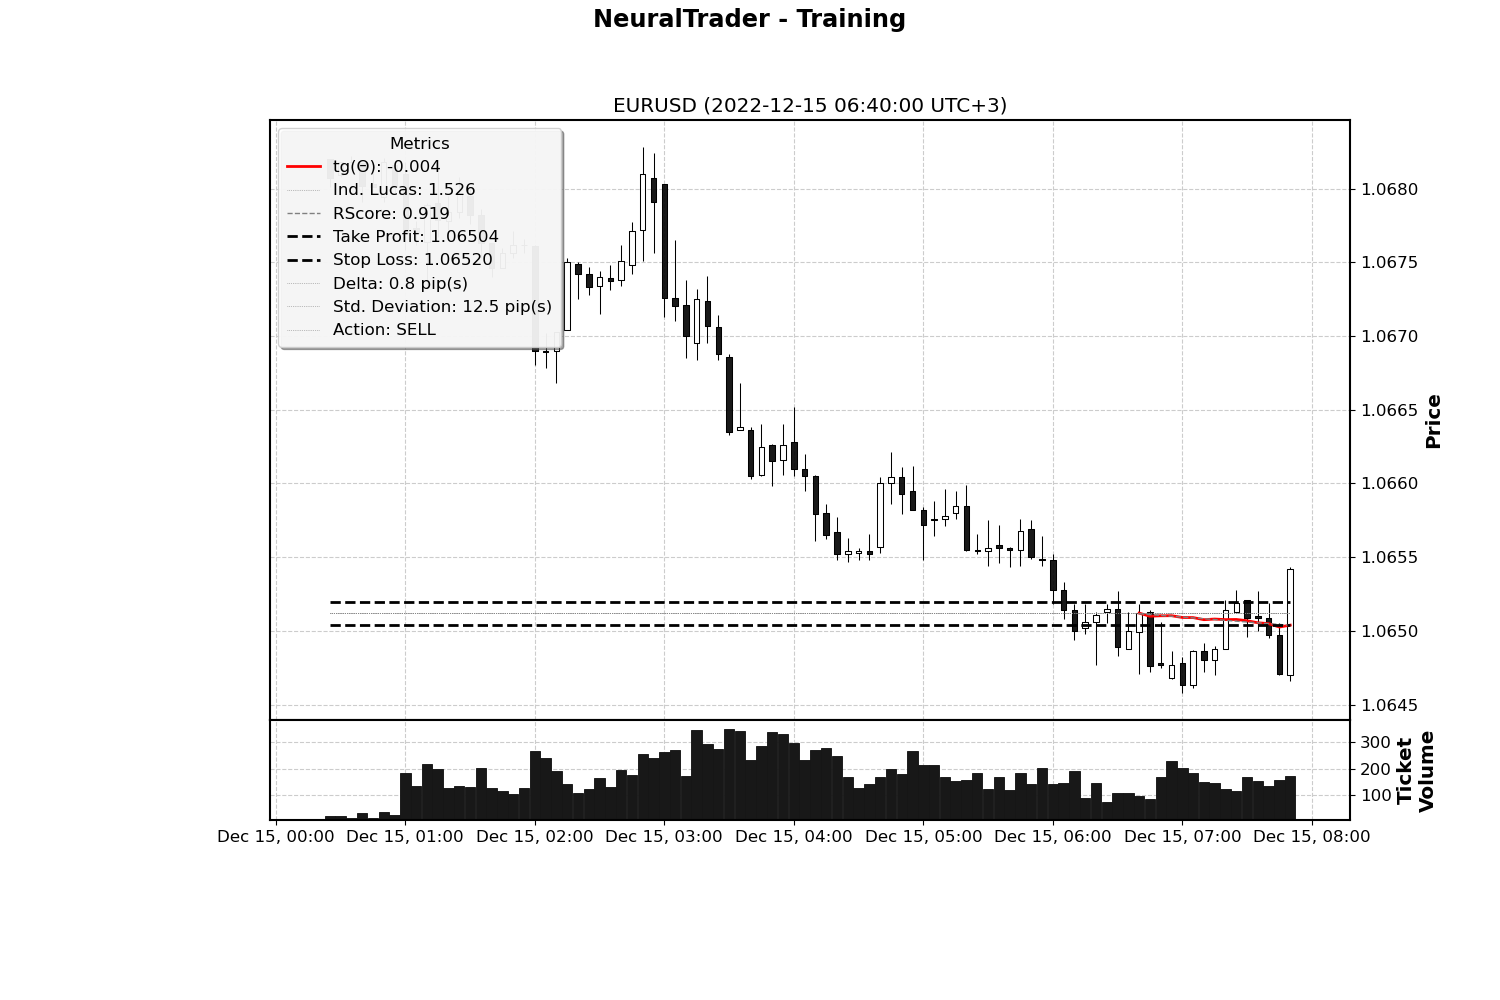 NeuralTrader - Training
EURUSD (2022-12-15 06:40:00 UTC+3)
Metrics
tg(Θ): -0.004
Ind. Lucas: 1.526
RScore: 0.919
Take Profit: 1.06504
Stop Loss: 1.06520
Delta: 0.8 pip(s)
Std. Deviation: 12.5 pip(s)
Action: SELL
1.0680
1.0675
1.0670
1.0665
1.0660
1.0655
1.0650
1.0645
Price
300
200
100
Ticket
Volume
Dec 15, 00:00 Dec 15, 01:00 Dec 15, 02:00 Dec 15, 03:00 Dec 15, 04:00 Dec 15, 05:00 Dec 15, 06:00 Dec 15, 07:00 Dec 15, 08:00